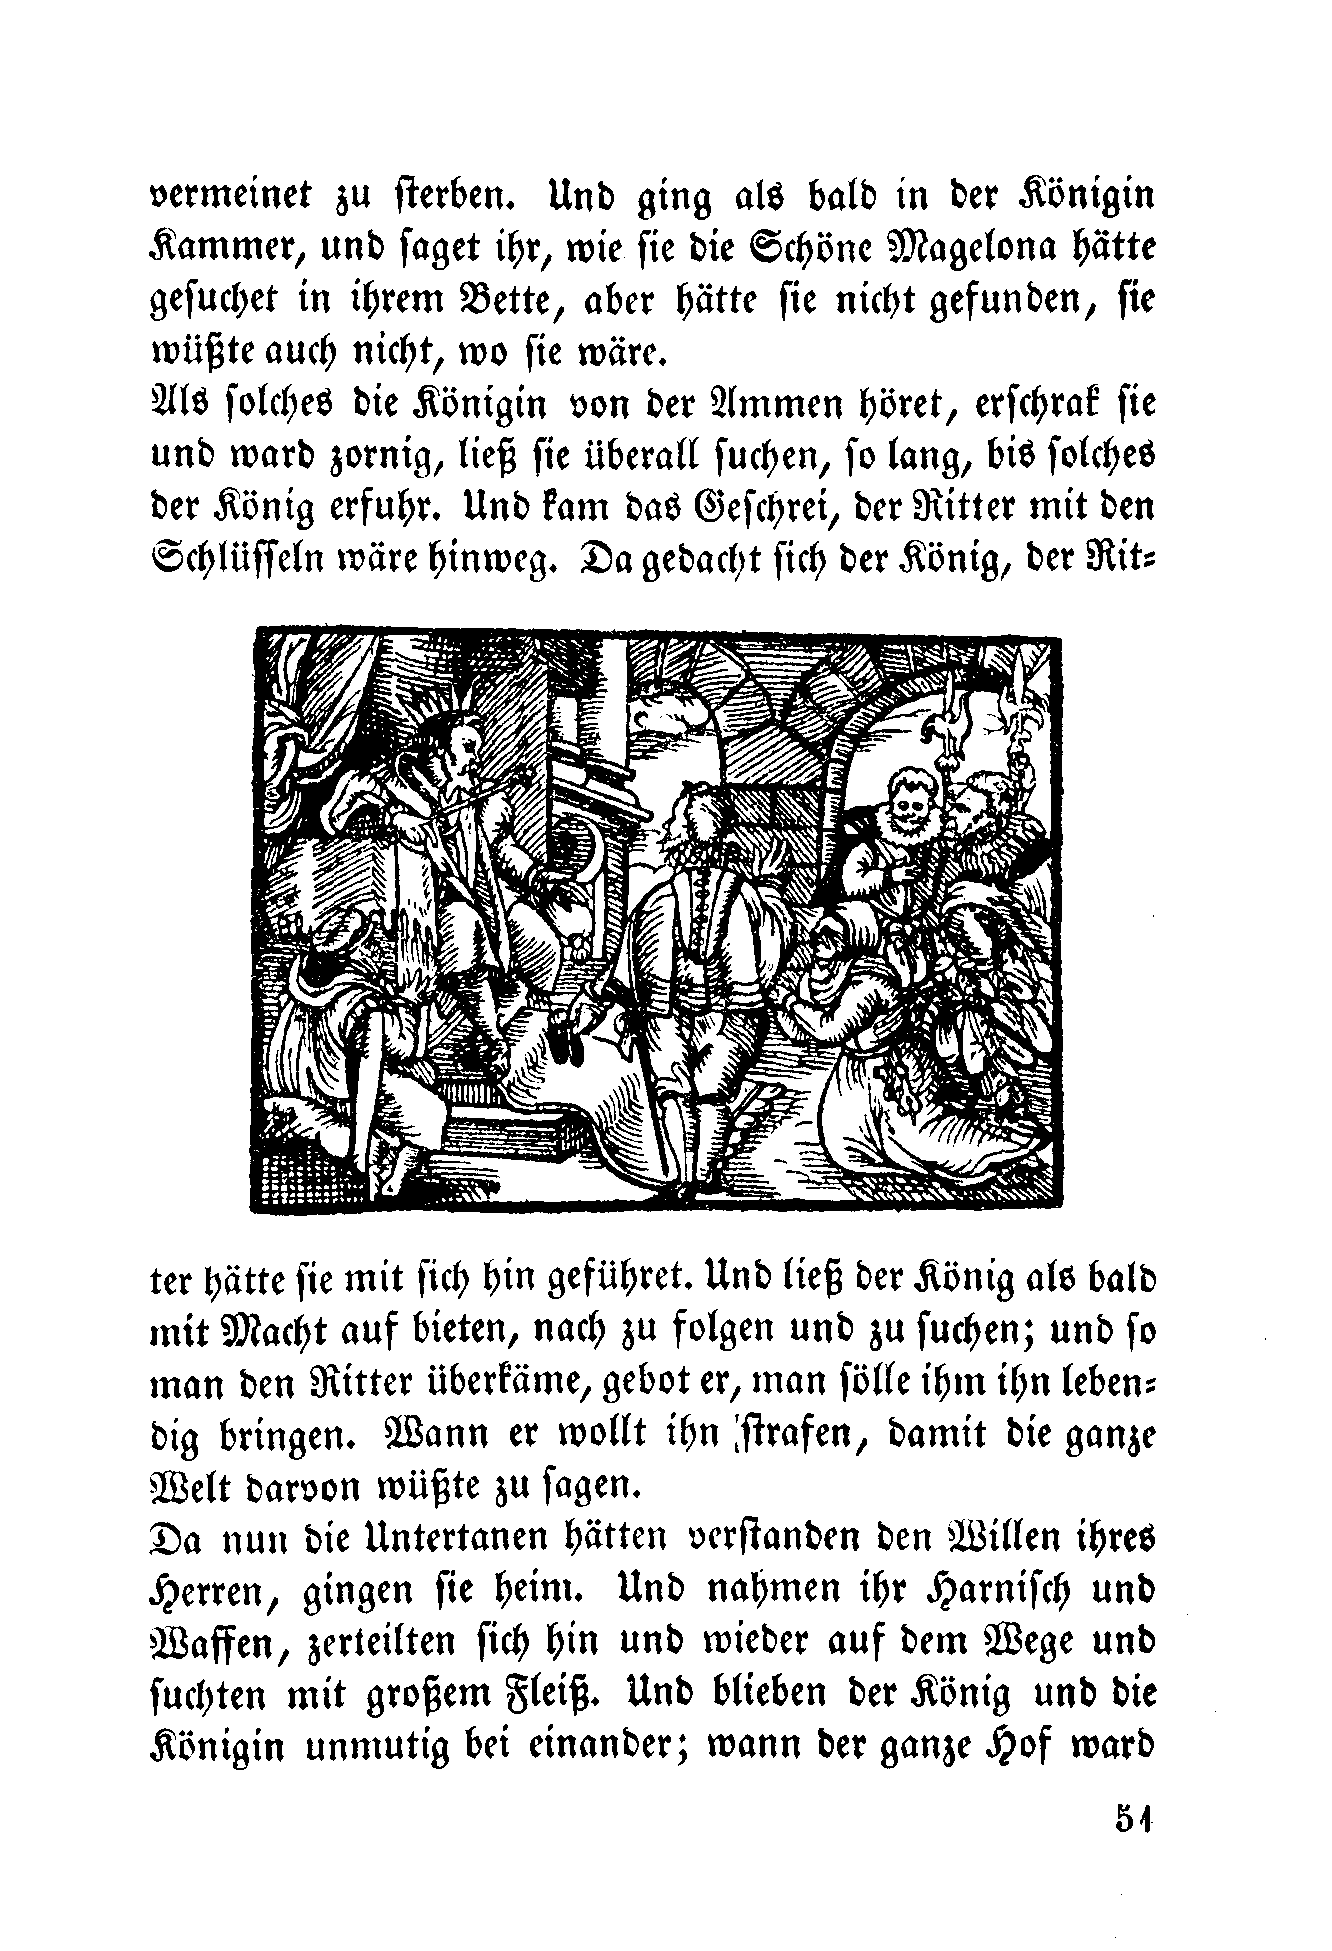 vermeinet zu sterben. Und ging als bald in der Königin
Kammer, und saget ihr, wie sie die Schöne Magelona hätte
gesuchet in ihrem Bette, aber hätte sie nicht gefunden, sie
wüßte auch nicht, wo sie wäre.
Als solches die Königin von der Ammen höret, erschrak sie
und ward zornig, ließ sie überall suchen, so lang, bis solches
der König erfuhr. Und kam das Geschrei, der Ritter mit den
Schlüsseln wäre hinweg. Da gedacht sich der König, der Rit-
ter hätte sie mit sich hin geführet. Und ließ der König als bald
mit Macht auf bieten, nach zu folgen und zu suchen; und so
man den Ritter überkäme, gebot er, man sölle ihm ihn leben-
dig bringen. Wann er wollt ihn strafen, damit die ganze
Welt darvon wüßte zu sagen.
Da nun die Untertanen hätten verstanden den Willen ihres
Herren, gingen sie heim. Und nahmen ihr Harnisch und
Waffen, zerteilten sich hin und wieder auf dem Wege und
suchten mit großem Fleiß. Und blieben der König und die
Königin unmutig bei einander; wann der ganze Hof ward
51